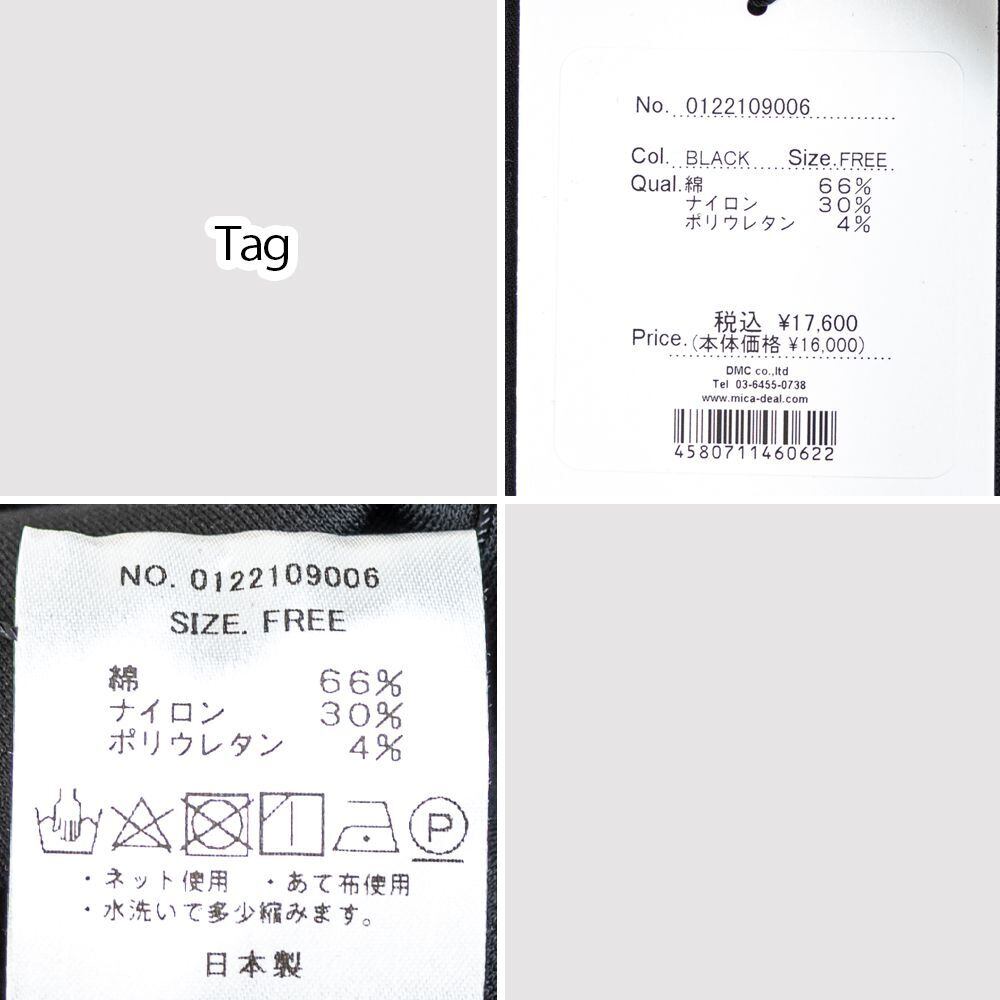 Tag
No. 0122109006
Col. BLACK Size. FREE
Qual. 綿 66%
ナイロン 30%
ポリウレタン 4%
税込 ¥17,600
Price. (本体価格 ¥16,000)
DMC co.,ltd
Tel 03-6455-0738
www.mica-deal.com
4580711460622
NO. 0122109006
SIZE. FREE
綿 66%
ナイロン 30%
ポリウレタン 4%
P
・ネット使用 ・あて布使用
・水洗いで多少縮みます。
日本製